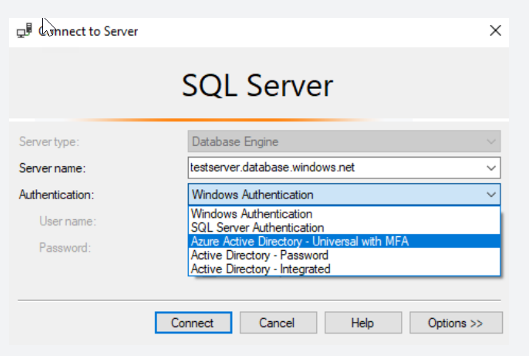 Connect to Server
SQL Server
Server type: Database Engine
Server name: testserver.database.windows.net
Authentication: Windows Authentication
Windows Authentication
SQL Server Authentication
Azure Active Directory - Universal with MFA
Active Directory - Password
Active Directory - Integrated
User name:
Password:
Connect Cancel Help Options >>